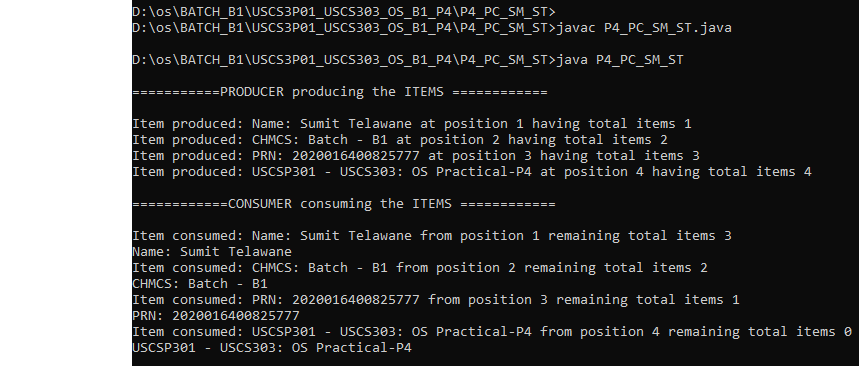 D:\os\BATCH_B1\USCS3P01_USCS303_OS_B1_P4\P4_PC_SM_ST>
D:\os\BATCH_B1\USCS3P01_USCS303_OS_B1_P4\P4_PC_SM_ST>javac P4_PC_SM_ST.java
D:\os\BATCH_B1\USCS3P01_USCS303_OS_B1_P4\P4_PC_SM_ST>java P4_PC_SM_ST
===========PRODUCER producing the ITEMS ============
Item produced: Name: Sumit Telawane at position 1 having total items 1
Item produced: CHMCS: Batch - B1 at position 2 having total items 2
Item produced: PRN: 2020016400825777 at position 3 having total items 3
Item produced: USCSP301 - USCS303: OS Practical-P4 at position 4 having total items 4
============CONSUMER consuming the ITEMS ============
Item consumed: Name: Sumit Telawane from position 1 remaining total items 3
Name: Sumit Telawane
Item consumed: CHMCS: Batch - B1 from position 2 remaining total items 2
CHMCS: Batch - B1
Item consumed: PRN: 2020016400825777 from position 3 remaining total items 1
PRN: 2020016400825777
Item consumed: USCSP301 - USCS303: OS Practical-P4 from position 4 remaining total items 0
USCSP301 - USCS303: OS Practical-P4